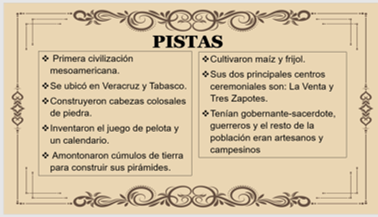 PISTAS
❖ Primera civilización
mesoamericana.
❖Se ubicó en Veracruz y Tabasco.
❖Construyeron cabezas colosales
de piedra.
❖Inventaron el juego de pelota y
un calendario.
❖ Amontonaron cúmulos de tierra
para construir sus pirámides.
❖Cultivaron maíz y frijol.
❖Sus dos principales centros
ceremoniales son: La Venta y
Tres Zapotes.
❖Tenían gobernante-sacerdote,
guerreros y el resto de la
población eran artesanos y
campesinos